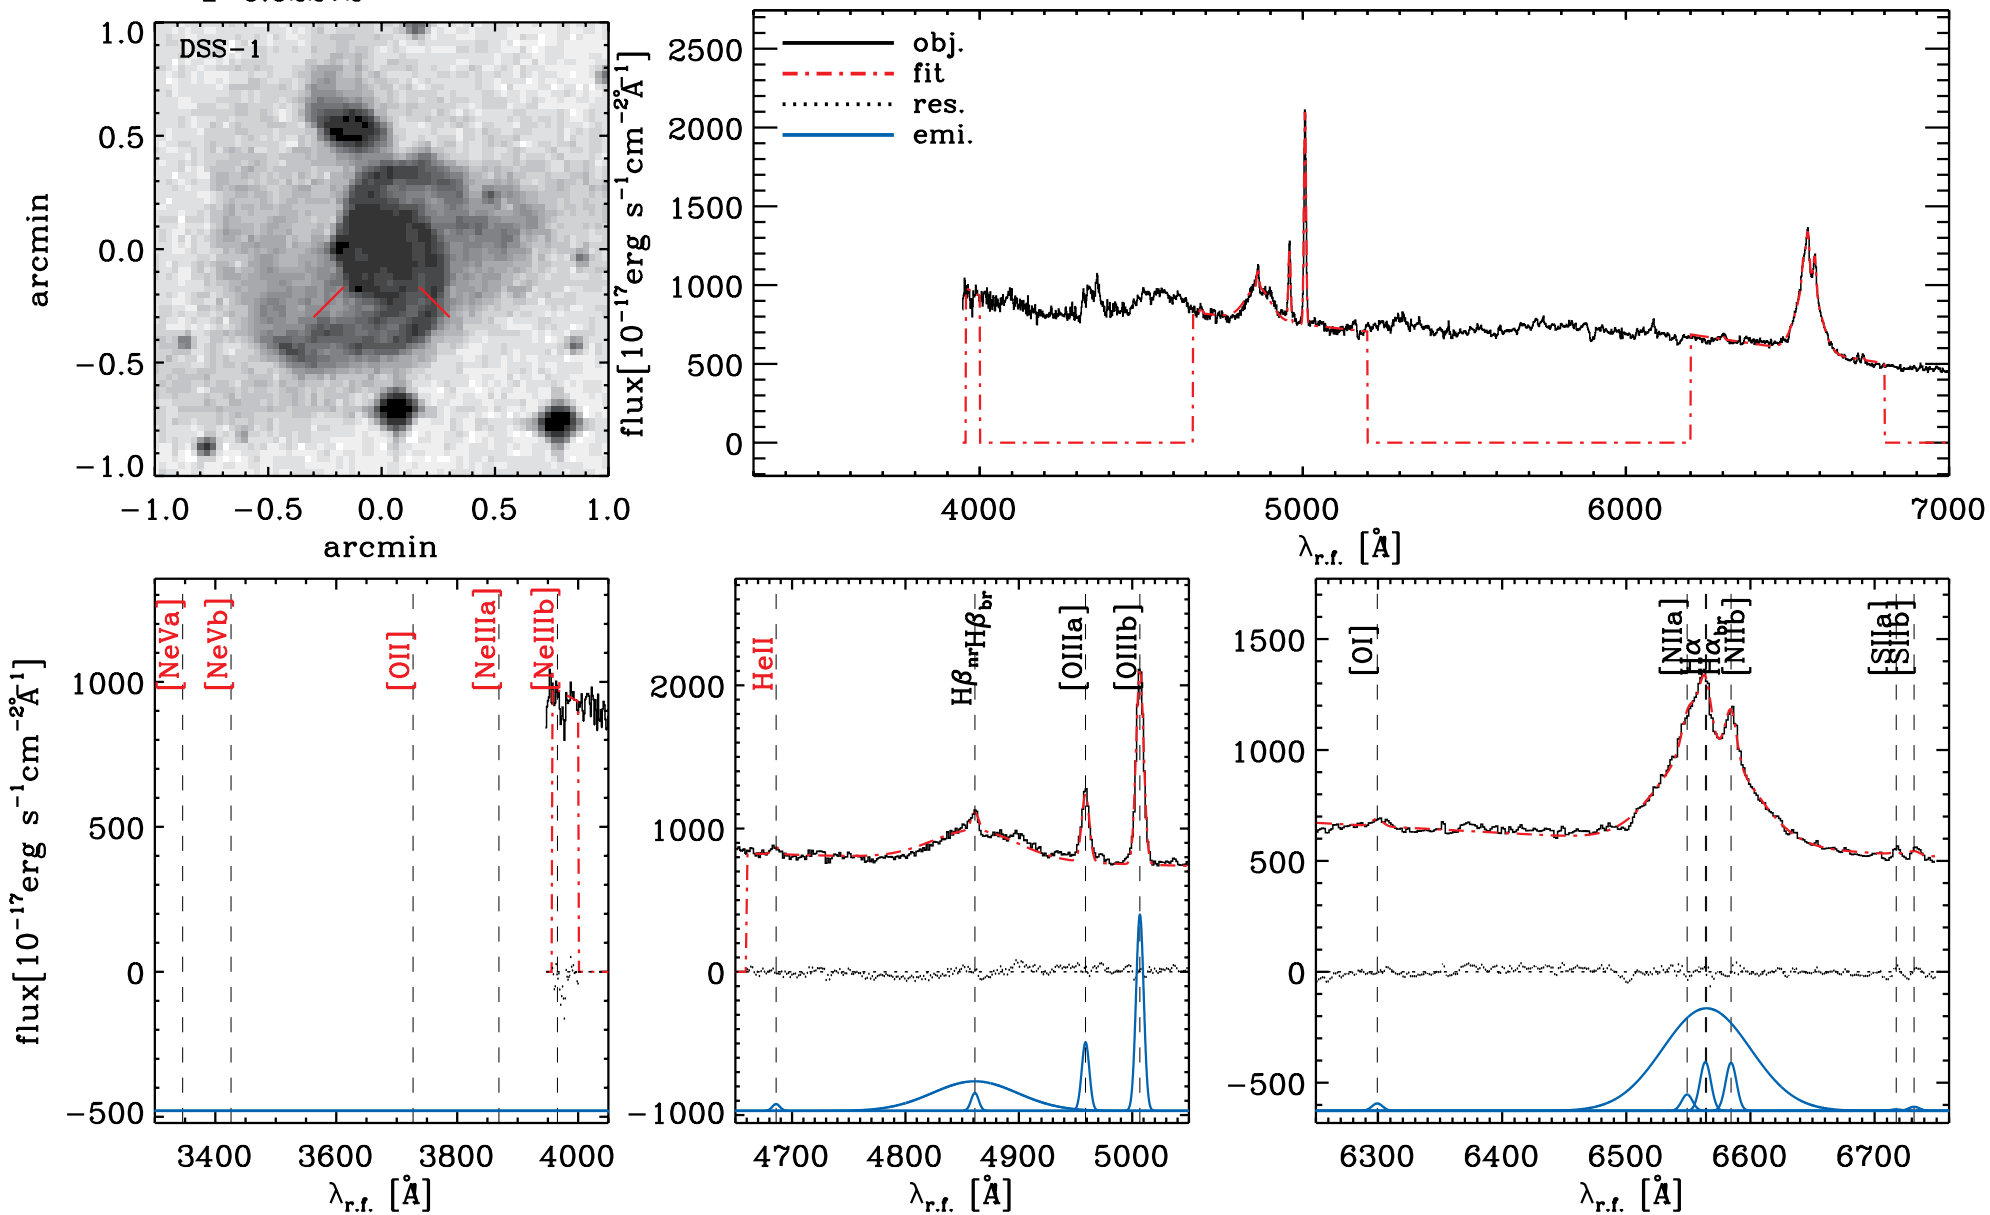 DSS-1
1.0
0.5
0.0
-0.5
-1.0
arcmin
-1.0 -0.5 0.0 0.5 1.0
arcmin
obj.
fit
res.
emi.
2500
2000
1500
1000
500
0
flux[10⁻¹⁷erg s⁻¹cm⁻²Å⁻¹]
4000 5000 6000 7000
λr.f. [Å]
[NeVa]
[NeVb]
[OII]
[NeIIIa]
[NeIIIb]
1000
500
0
-500
flux[10⁻¹⁷erg s⁻¹cm⁻²Å⁻¹]
3400 3600 3800 4000
λr.f. [Å]
HeII
Hβnr
Hβbr
[OIIIa]
[OIIIb]
2000
1000
0
-1000
4700 4800 4900 5000
λr.f. [Å]
[OI]
[NIIa]
Hα
Hαbr
[NIIb]
[SIIa]
[SIIb]
1500
1000
500
0
-500
6300 6400 6500 6600 6700
λr.f. [Å]